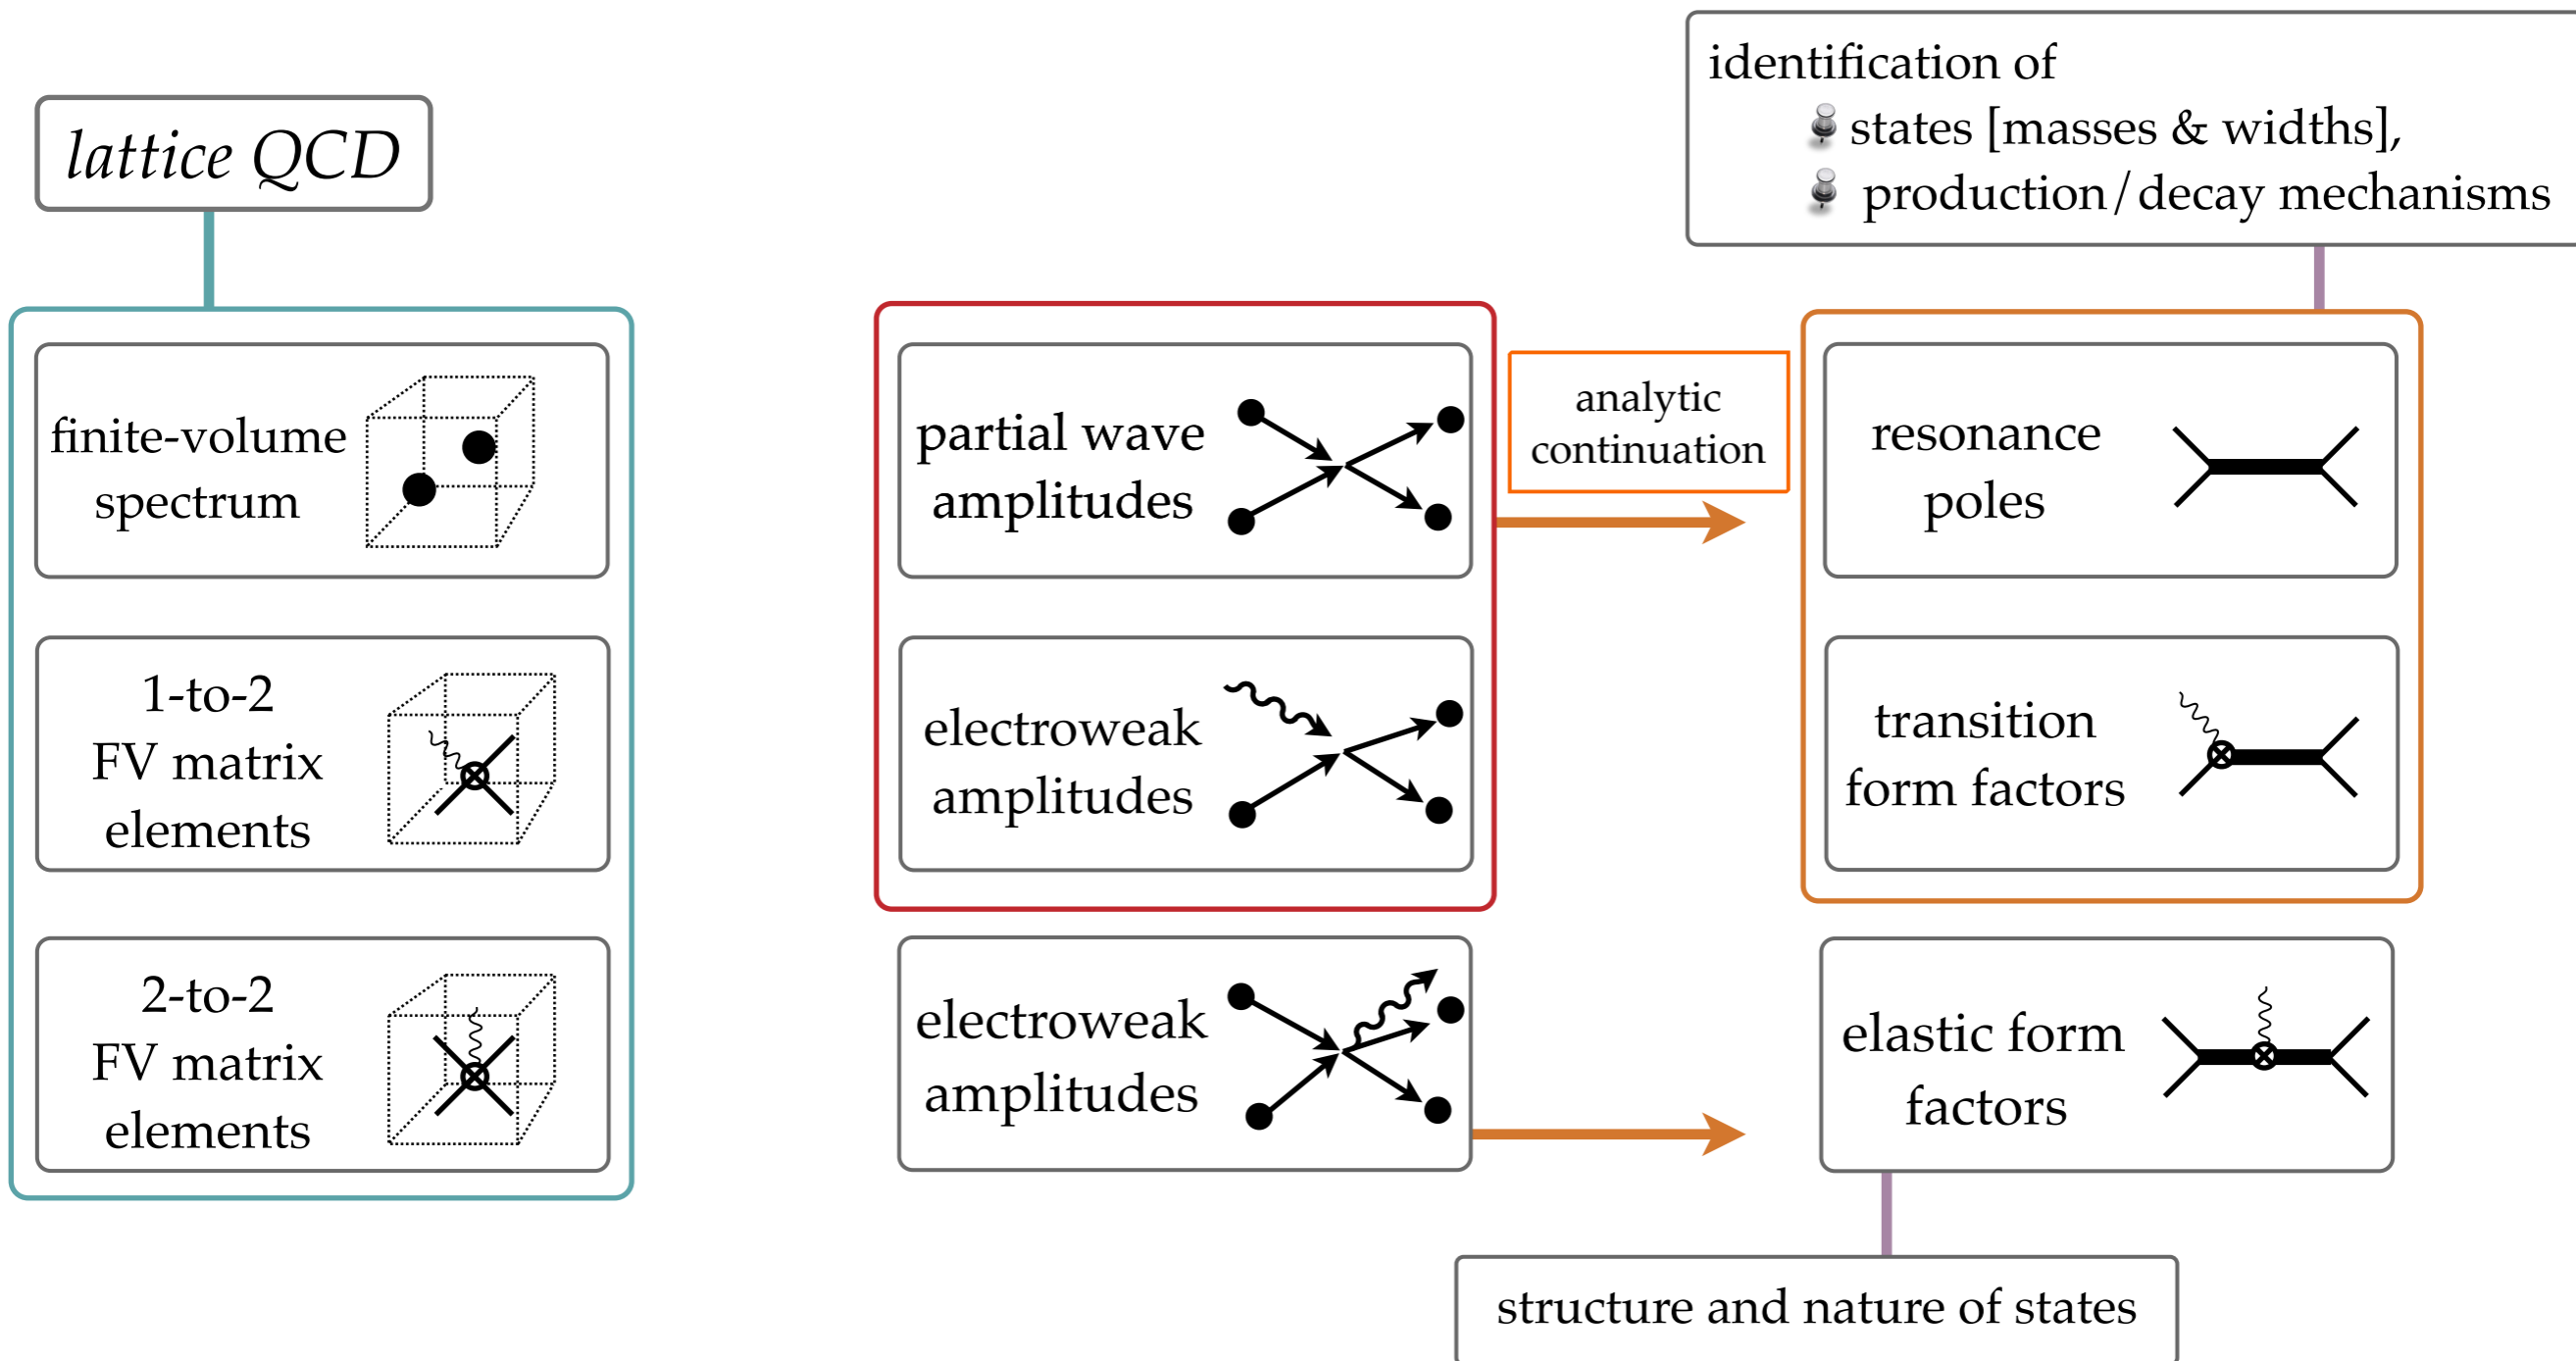 lattice QCD
finite-volume
spectrum
1-to-2
FV matrix
elements
2-to-2
FV matrix
elements
partial wave
amplitudes
electroweak
amplitudes
electroweak
amplitudes
analytic
continuation
identification of
states [masses & widths],
production/decay mechanisms
resonance
poles
transition
form factors
elastic form
factors
structure and nature of states